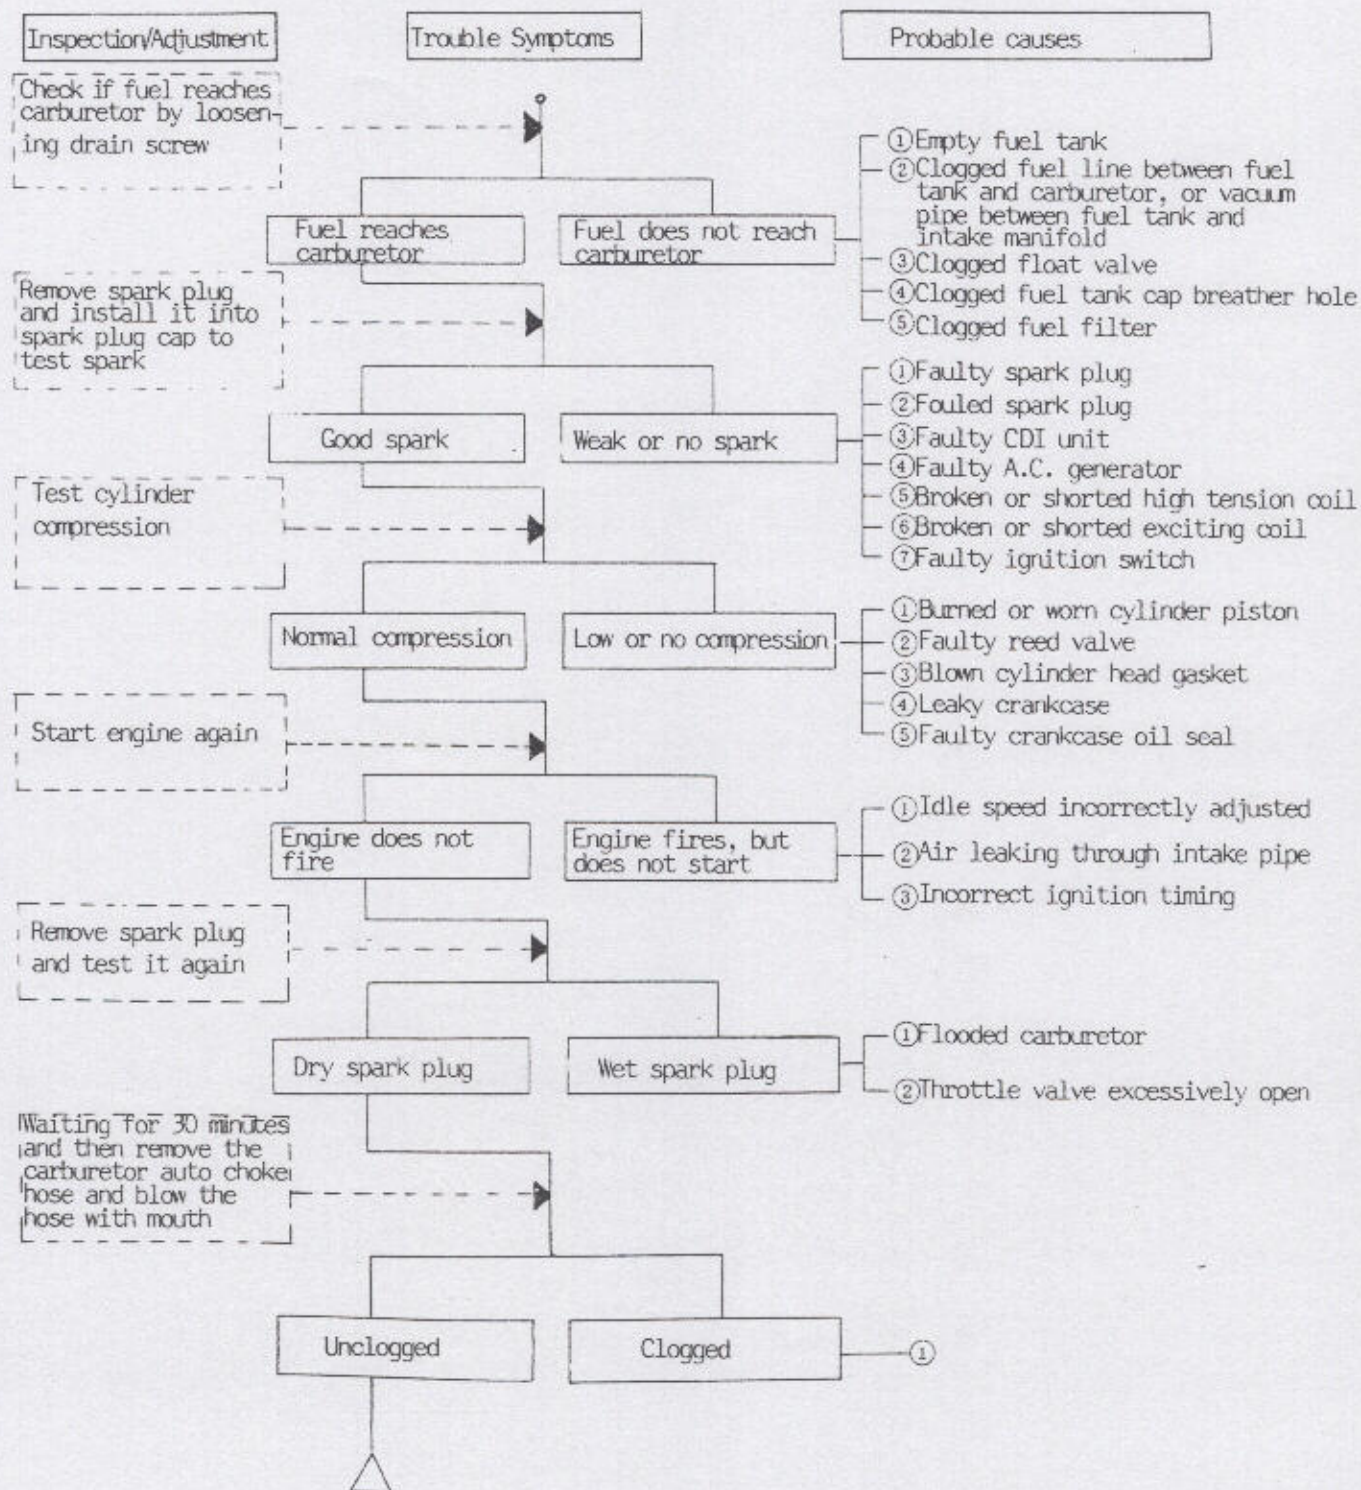 Inspection/Adjustment
Trouble Symptoms
Probable causes
Check if fuel reaches
carburetor by loosen-
ing drain screw
Fuel reaches
carburetor
Fuel does not reach
carburetor
①Empty fuel tank
②Clogged fuel line between fuel
tank and carburetor, or vacuum
pipe between fuel tank and
intake manifold
③Clogged float valve
④Clogged fuel tank cap breather hole
⑤Clogged fuel filter
Remove spark plug
and install it into
spark plug cap to
test spark
Good spark
Weak or no spark
①Faulty spark plug
②Fouled spark plug
③Faulty CDI unit
④Faulty A.C. generator
⑤Broken or shorted high tension coil
⑥Broken or shorted exciting coil
⑦Faulty ignition switch
Test cylinder
compression
Normal compression
Low or no compression
①Burned or worn cylinder piston
②Faulty reed valve
③Blown cylinder head gasket
④Leaky crankcase
⑤Faulty crankcase oil seal
Start engine again
Engine does not
fire
Engine fires, but
does not start
①Idle speed incorrectly adjusted
②Air leaking through intake pipe
③Incorrect ignition timing
Remove spark plug
and test it again
Dry spark plug
Wet spark plug
①Flooded carburetor
②Throttle valve excessively open
Waiting for 30 minutes
and then remove the
carburetor auto choke
hose and blow the
hose with mouth
Unclogged
Clogged
①